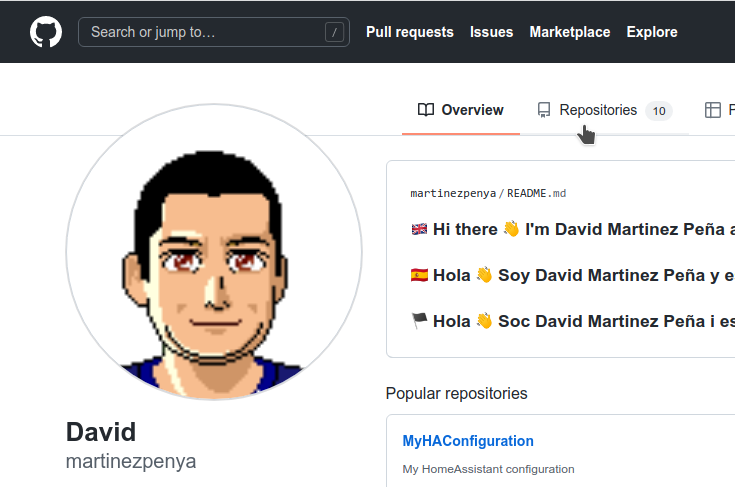 Search or jump to…
/
Pull requests
Issues
Marketplace
Explore
Overview
Repositories
10
martinezpenya / README.md
🇬🇧 Hi there 👋 I'm David Martinez Peña a
🇪🇸 Hola 👋 Soy David Martinez Peña y e
🏴 Hola 👋 Soc David Martinez Peña i es
Popular repositories
MyHAConfiguration
My HomeAssistant configuration
David
martinezpenya